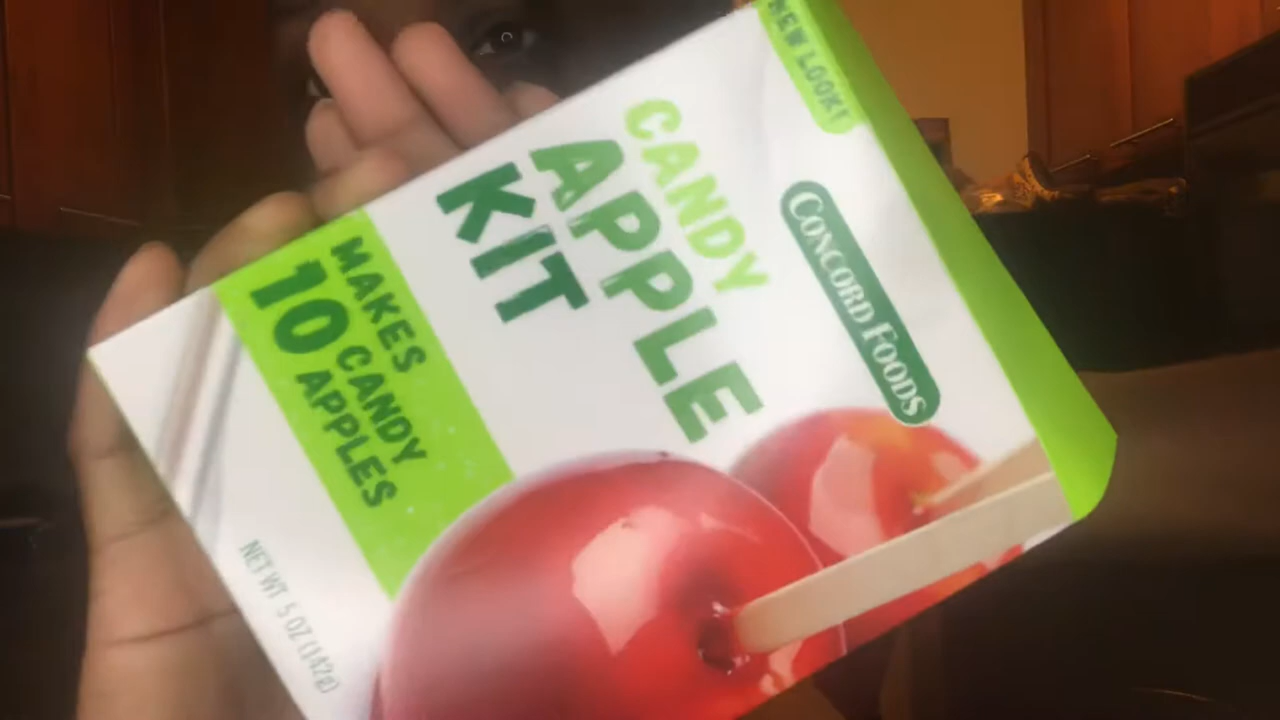 NEW LOOK!
CONCORD FOODS
CANDY
APPLE
KIT
MAKES
10 CANDY
APPLES
NET WT 5 OZ (142g)